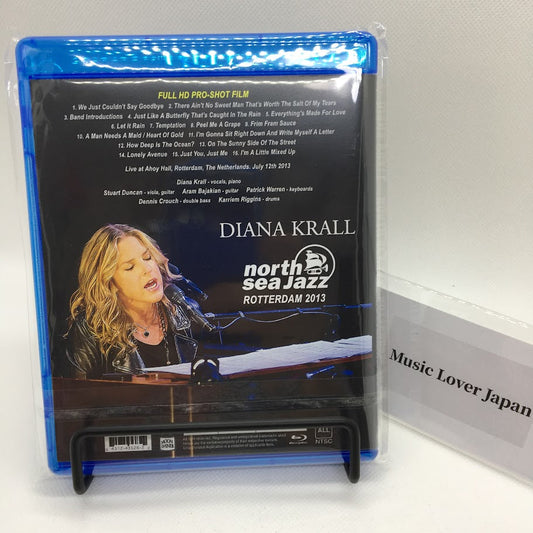 FULL HD PRO-SHOT FILM
1. We Just Couldn't Say Goodbye 2. There Ain't No Sweet Man That's Worth The Salt Of My Tears
3. Band Introductions 4. Just Like A Butterfly That's Caught In The Rain 5. Everything's Made For Love
6. Let It Rain 7. Temptation 8. Peel Me A Grape 9. Frim Fram Sauce
10. A Man Needs A Maid / Heart Of Gold 11. I'm Gonna Sit Right Down And Write Myself A Letter
12. How Deep Is The Ocean? 13. On The Sunny Side Of The Street
14. Lonely Avenue 15. Just You, Just Me 16. I'm A Little Mixed Up
Live at Ahoy Hall, Rotterdam, The Netherlands. July 12th 2013
Diana Krall - vocals, piano
Stuart Duncan - viola, guitar Aram Bajakian - guitar Patrick Warren - keyboards
Dennis Crouch - double bass Karriem Riggins - drums
DIANA KRALL
north
sea Jazz
ROTTERDAM 2013
Music Lover Japan
ALL
NTSC